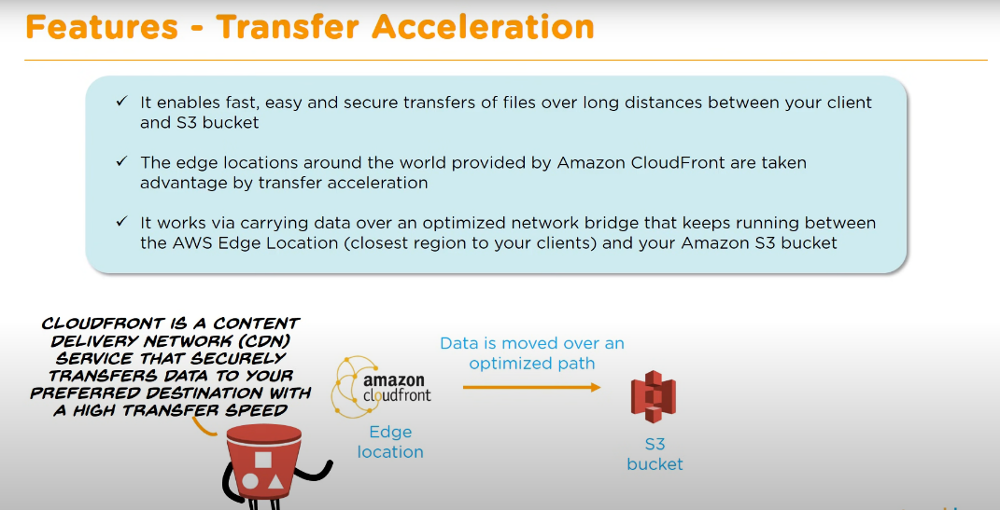 Features - Transfer Acceleration
✓ It enables fast, easy and secure transfers of files over long distances between your client
and S3 bucket
✓ The edge locations around the world provided by Amazon CloudFront are taken
advantage by transfer acceleration
✓ It works via carrying data over an optimized network bridge that keeps running between
the AWS Edge Location (closest region to your clients) and your Amazon S3 bucket
CLOUDFRONT IS A CONTENT
DELIVERY NETWORK (CDN)
SERVICE THAT SECURELY
TRANSFERS DATA TO YOUR
PREFERRED DESTINATION WITH
A HIGH TRANSFER SPEED
amazon
cloudfront
Edge
location
Data is moved over an
optimized path
S3
bucket